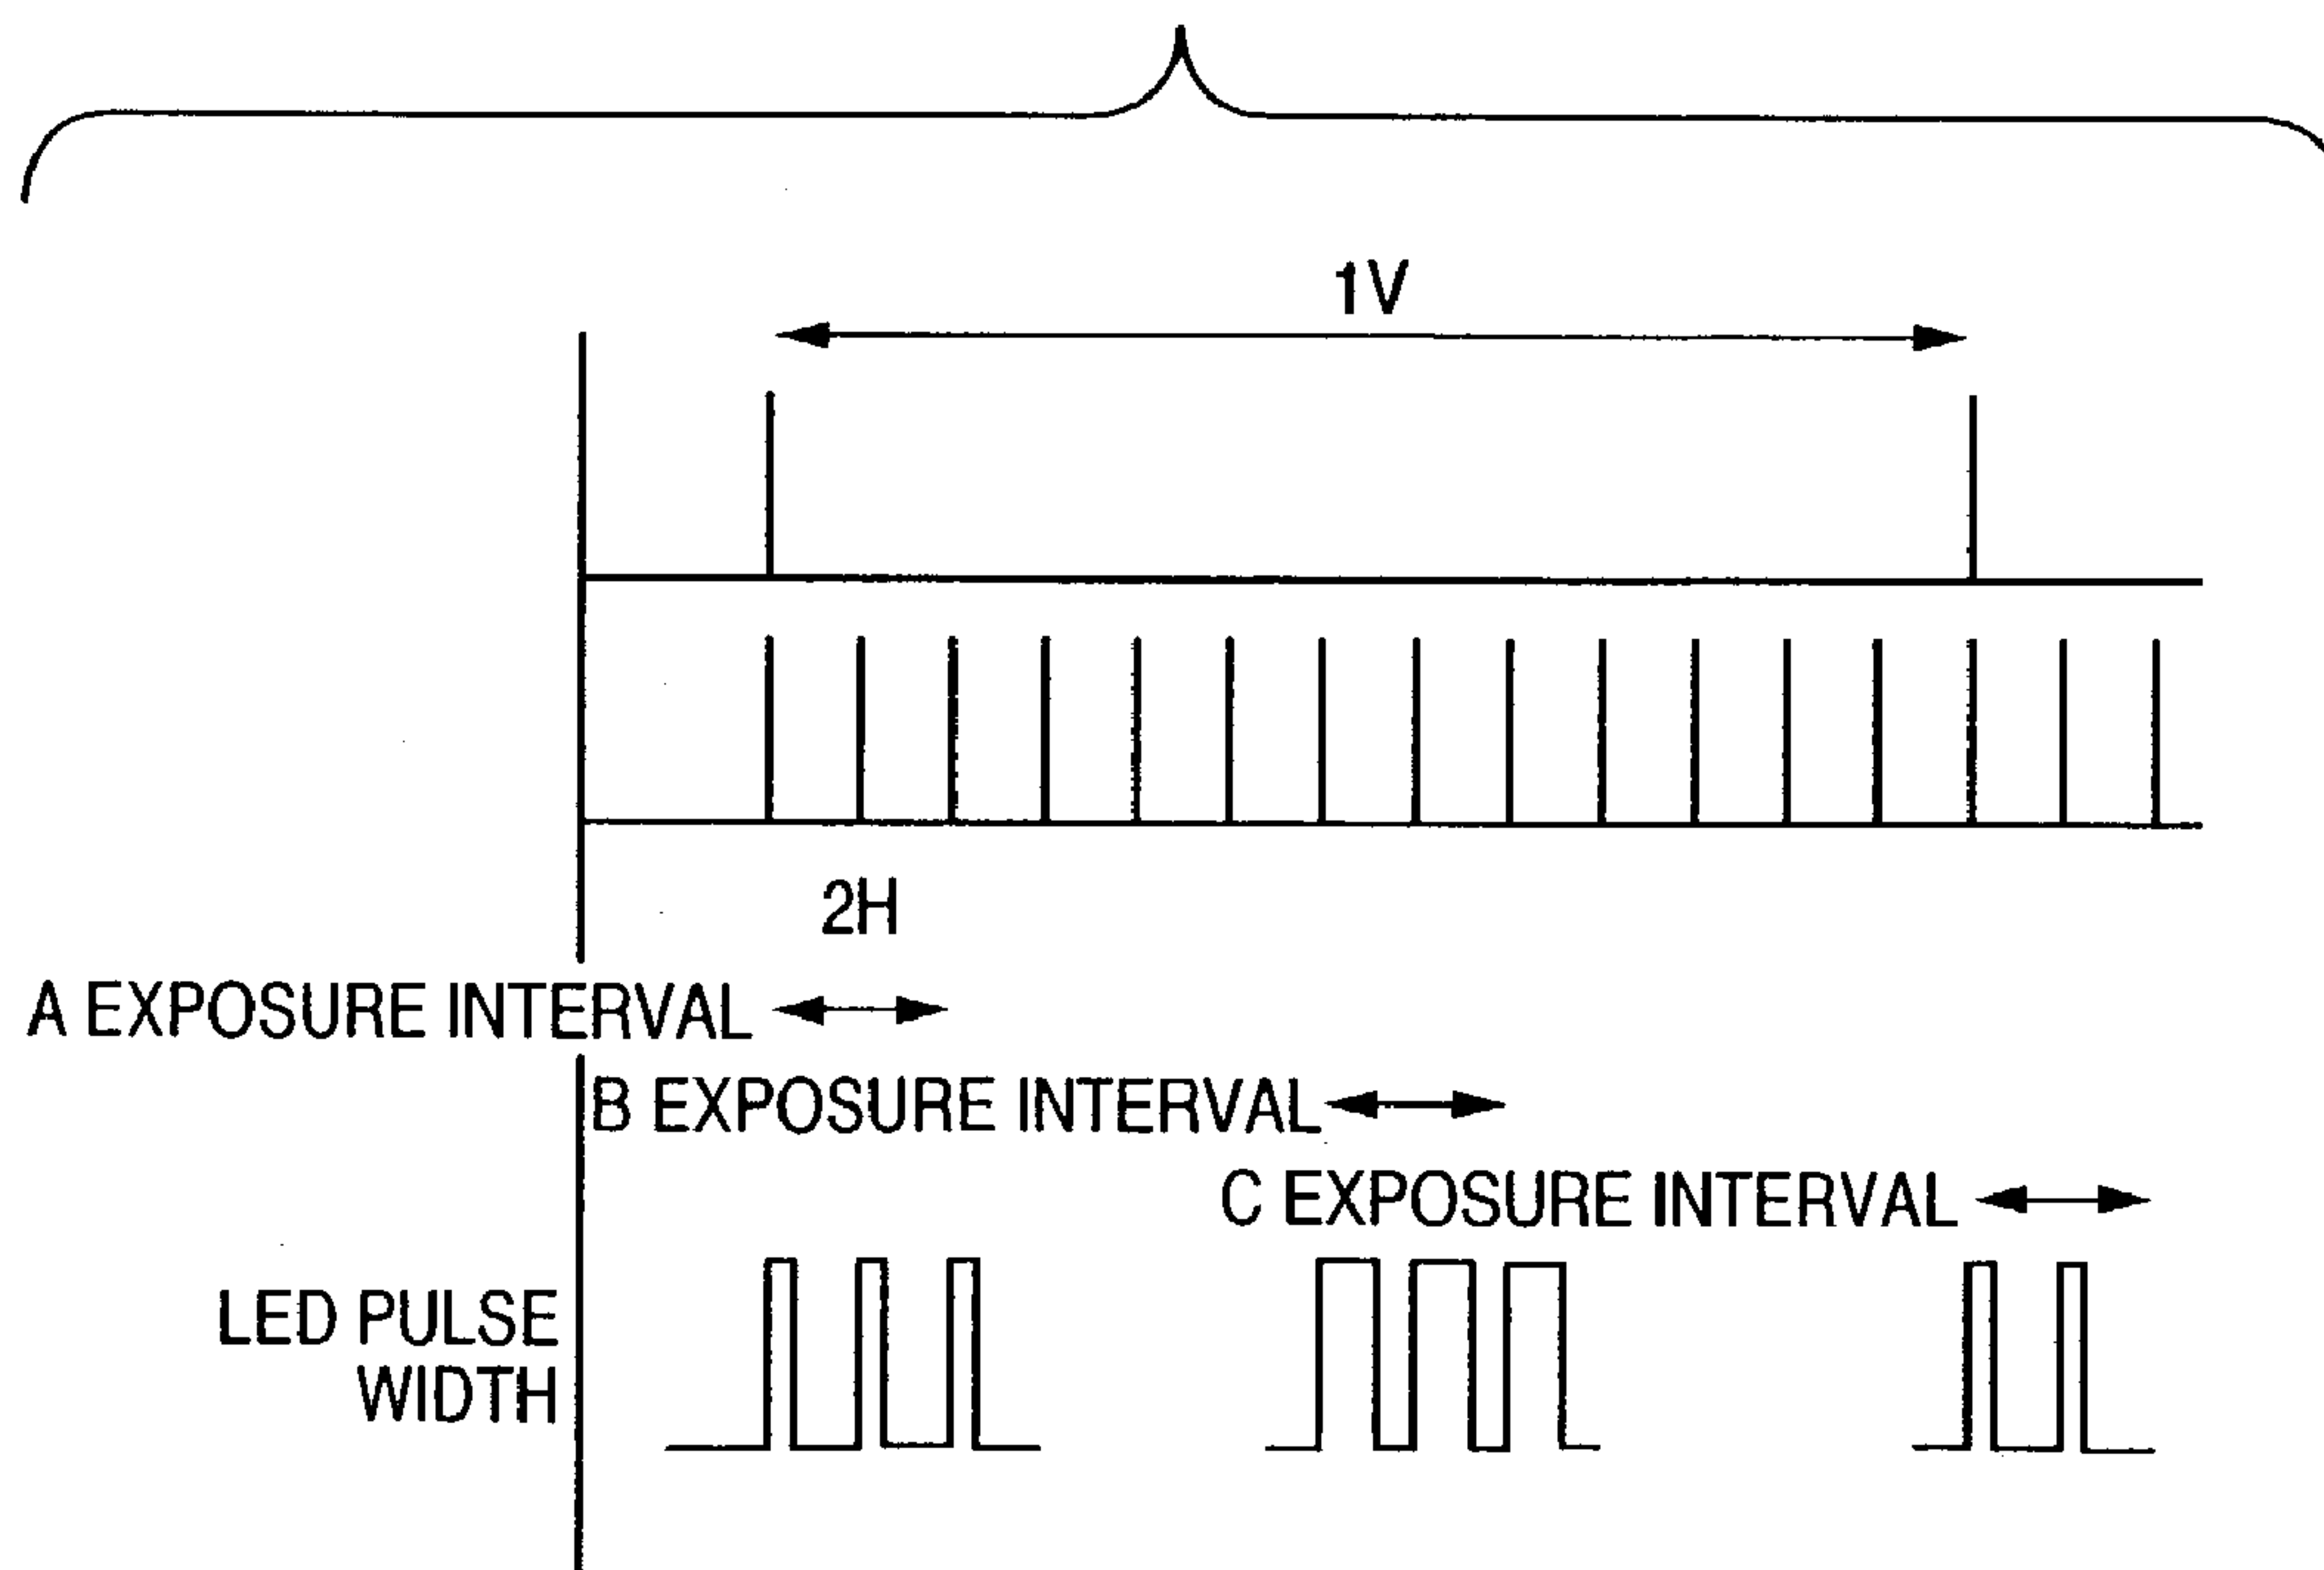 1V
2H
A EXPOSURE INTERVAL
B EXPOSURE INTERVAL
C EXPOSURE INTERVAL
LED PULSE
WIDTH